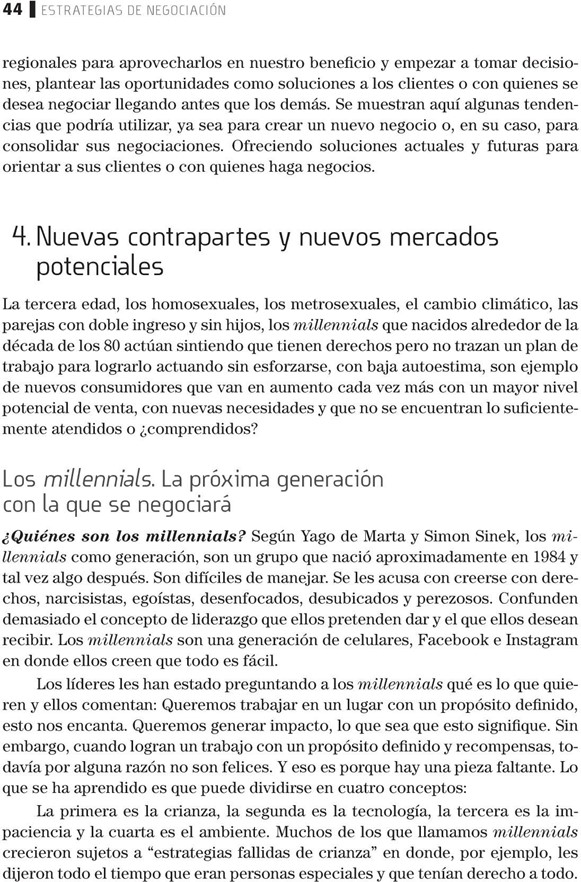 44 ESTRATEGIAS DE NEGOCIACIÓN
regionales para aprovecharlos en nuestro beneficio y empezar a tomar decisio-
nes, plantear las oportunidades como soluciones a los clientes o con quienes se
desea negociar llegando antes que los demás. Se muestran aquí algunas tenden-
cias que podría utilizar, ya sea para crear un nuevo negocio o, en su caso, para
consolidar sus negociaciones. Ofreciendo soluciones actuales y futuras para
orientar a sus clientes o con quienes haga negocios.
4. Nuevas contrapartes y nuevos mercados
potenciales
La tercera edad, los homosexuales, los metrosexuales, el cambio climático, las
parejas con doble ingreso y sin hijos, los millennials que nacidos alrededor de la
década de los 80 actúan sintiendo que tienen derechos pero no trazan un plan de
trabajo para lograrlo actuando sin esforzarse, con baja autoestima, son ejemplo
de nuevos consumidores que van en aumento cada vez más con un mayor nivel
potencial de venta, con nuevas necesidades y que no se encuentran lo suficiente-
mente atendidos o ¿comprendidos?
Los millennials. La próxima generación
con la que se negociará
¿Quiénes son los millennials? Según Yago de Marta y Simon Sinek, los mi-
llennials como generación, son un grupo que nació aproximadamente en 1984 y
tal vez algo después. Son difíciles de manejar. Se les acusa con creerse con dere-
chos, narcisistas, egoístas, desenfocados, desubicados y perezosos. Confunden
demasiado el concepto de liderazgo que ellos pretenden dar y el que ellos desean
recibir. Los millennials son una generación de celulares, Facebook e Instagram
en donde ellos creen que todo es fácil.
Los líderes les han estado preguntando a los millennials qué es lo que quie-
ren y ellos comentan: Queremos trabajar en un lugar con un propósito definido,
esto nos encanta. Queremos generar impacto, lo que sea que esto signifique. Sin
embargo, cuando logran un trabajo con un propósito definido y recompensas, to-
davía por alguna razón no son felices. Y eso es porque hay una pieza faltante. Lo
que se ha aprendido es que puede dividirse en cuatro conceptos:
La primera es la crianza, la segunda es la tecnología, la tercera es la im-
paciencia y la cuarta es el ambiente. Muchos de los que llamamos millennials
crecieron sujetos a “estrategias fallidas de crianza” en donde, por ejemplo, les
dijeron todo el tiempo que eran personas especiales y que tenían derecho a todo.